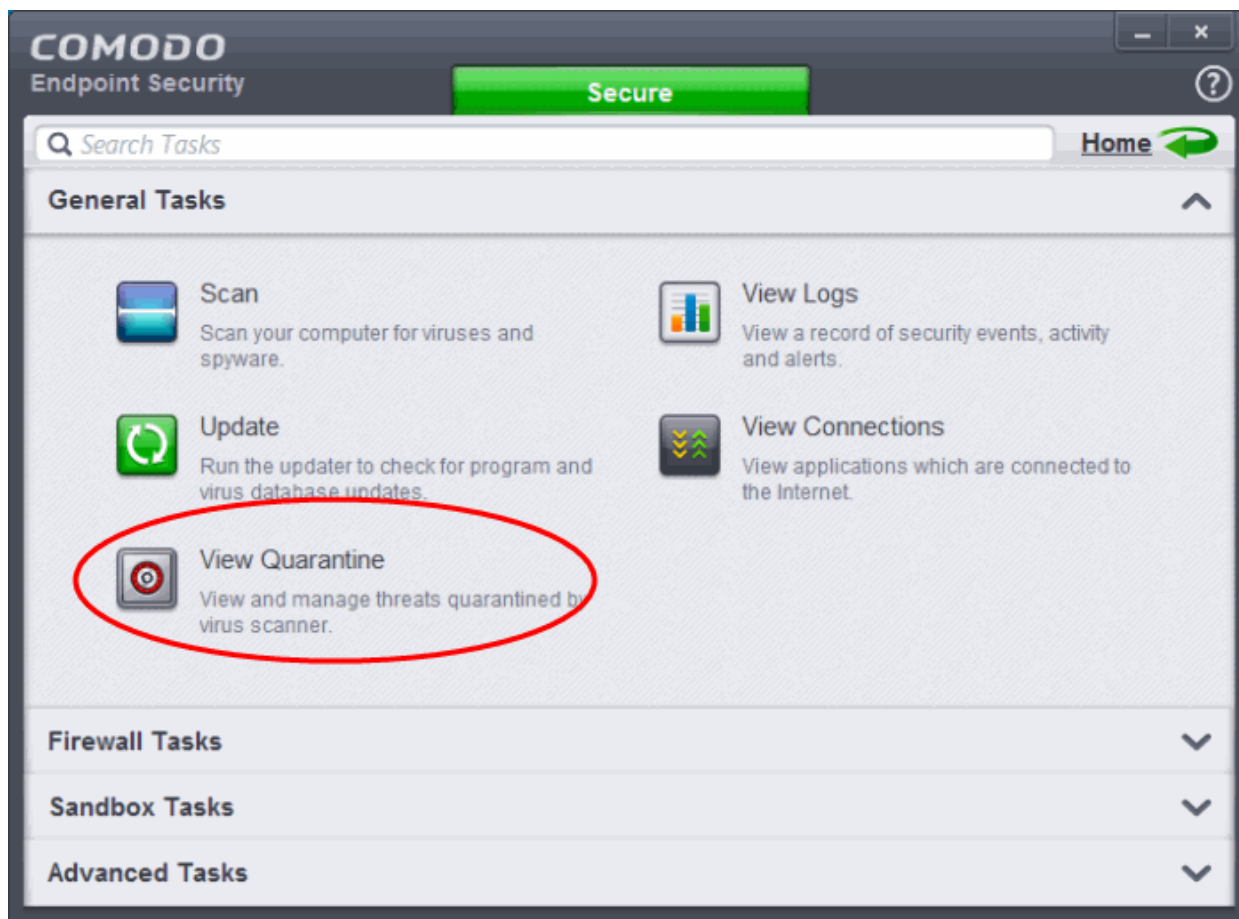 COMODO
Endpoint Security
Secure
?
Search Tasks
Home
General Tasks
Scan
Scan your computer for viruses and
spyware.
View Logs
View a record of security events, activity
and alerts.
Update
Run the updater to check for program and
virus database updates.
View Connections
View applications which are connected to
the Internet.
View Quarantine
View and manage threats quarantined by
virus scanner.
Firewall Tasks
Sandbox Tasks
Advanced Tasks